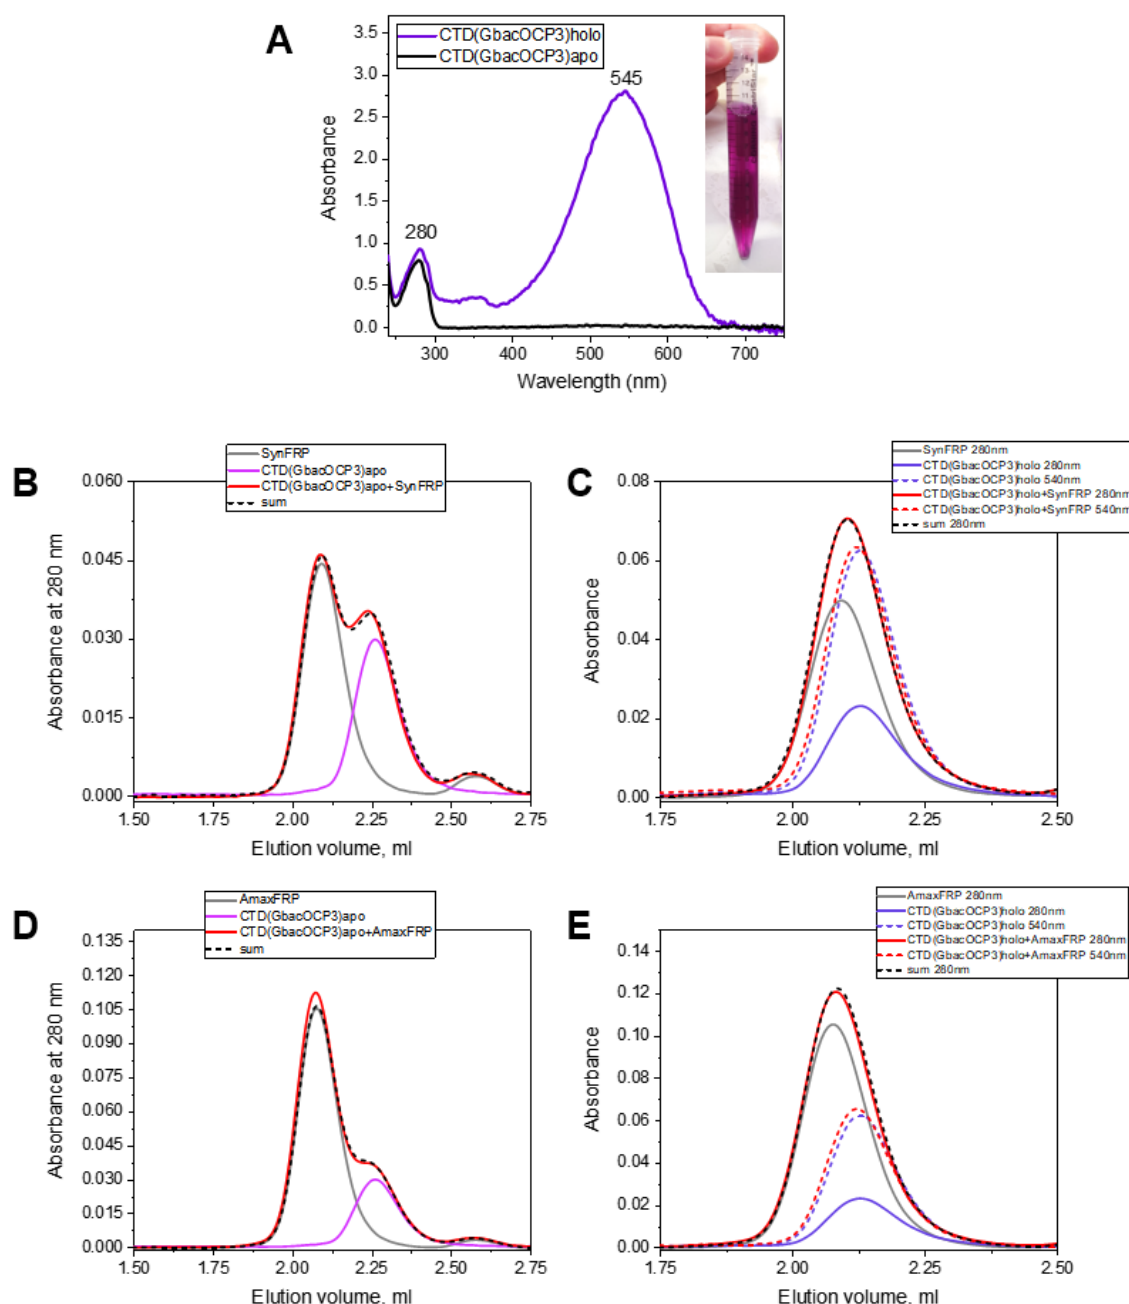 A
CTD(GbacOCP3)holo
CTD(GbacOCP3)apo
545
280
Absorbance
3.5
3.0
2.5
2.0
1.5
1.0
0.5
0.0
300 400 500 600 700
Wavelength (nm)
B
SynFRP
CTD(GbacOCP3)apo
CTD(GbacOCP3)apo+SynFRP
sum
Absorbance at 280 nm
0.060
0.045
0.030
0.015
0.000
1.50 1.75 2.00 2.25 2.50 2.75
Elution volume, ml
C
SynFRP 280nm
CTD(GbacOCP3)holo 280nm
CTD(GbacOCP3)holo 540nm
CTD(GbacOCP3)holo+SynFRP 280nm
CTD(GbacOCP3)holo+SynFRP 540nm
sum 280nm
Absorbance
0.08
0.06
0.04
0.02
0.00
1.75 2.00 2.25 2.50
Elution volume, ml
D
AmaxFRP
CTD(GbacOCP3)apo
CTD(GbacOCP3)apo+AmaxFRP
sum
Absorbance at 280 nm
0.135
0.120
0.105
0.090
0.075
0.060
0.045
0.030
0.015
0.000
1.50 1.75 2.00 2.25 2.50 2.75
Elution volume, ml
E
AmaxFRP 280nm
CTD(GbacOCP3)holo 280nm
CTD(GbacOCP3)holo 540nm
CTD(GbacOCP3)holo+AmaxFRP 280nm
CTD(GbacOCP3)holo+AmaxFRP 540nm
sum 280nm
Absorbance
0.14
0.12
0.10
0.08
0.06
0.04
0.02
0.00
1.75 2.00 2.25 2.50
Elution volume, ml